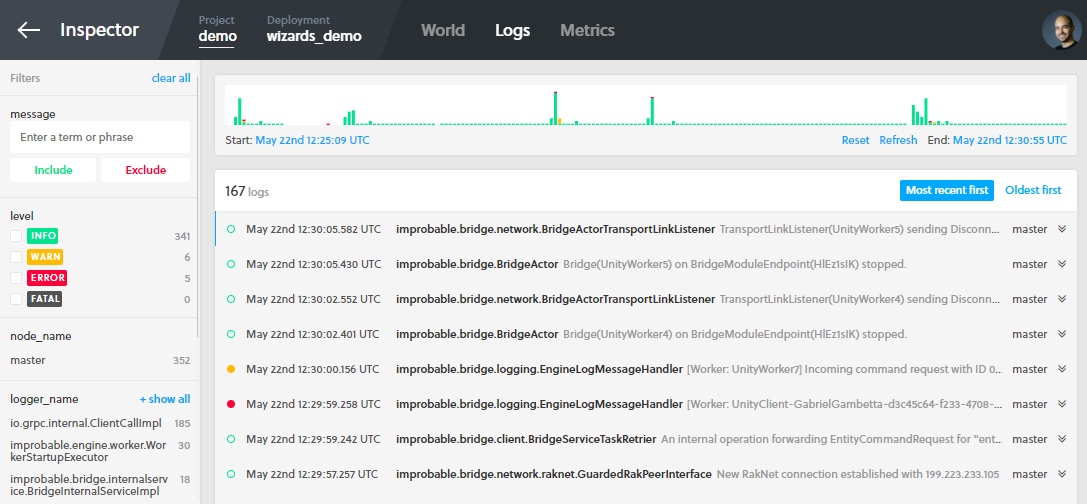 Inspector
Project
demo
Deployment
wizards_demo
World
Logs
Metrics
Filters
clear all
message
Enter a term or phrase
Include
Exclude
level
INFO 341
WARN 6
ERROR 5
FATAL 0
node_name
master 352
logger_name + show all
io.grpc.internal.ClientCallImpl 185
improbable.engine.worker.Wor 30
kerStartupExecutor
improbable.bridge.internalserv 18
ice.BridgeInternalServiceImpl
Start: May 22nd 12:25:09 UTC
Reset Refresh End: May 22nd 12:30:55 UTC
167 logs
Most recent first Oldest first
May 22nd 12:30:05.582 UTC improbable.bridge.network.BridgeActorTransportLinkListener TransportLinkListener(UnityWorker5) sending Disconn... master
May 22nd 12:30:05.430 UTC improbable.bridge.BridgeActor Bridge(UnityWorker5) on BridgeModuleEndpoint(HlEz1sIK) stopped. master
May 22nd 12:30:02.552 UTC improbable.bridge.network.BridgeActorTransportLinkListener TransportLinkListener(UnityWorker4) sending Disconn... master
May 22nd 12:30:02.401 UTC improbable.bridge.BridgeActor Bridge(UnityWorker4) on BridgeModuleEndpoint(HlEz1sIK) stopped. master
May 22nd 12:30:00.156 UTC improbable.bridge.logging.EngineLogMessageHandler [Worker: UnityWorker7] Incoming command request with ID 0... master
May 22nd 12:29:59.258 UTC improbable.bridge.logging.EngineLogMessageHandler [Worker: UnityClient-GabrielGambetta-d3c45c64-f233-4708-... master
May 22nd 12:29:59.242 UTC improbable.bridge.client.BridgeServiceTaskRetrier An internal operation forwarding EntityCommandRequest for "ent... master
May 22nd 12:29:57.257 UTC improbable.bridge.network.raknet.GuardedRakPeerInterface New RakNet connection established with 199.223.233.105 master